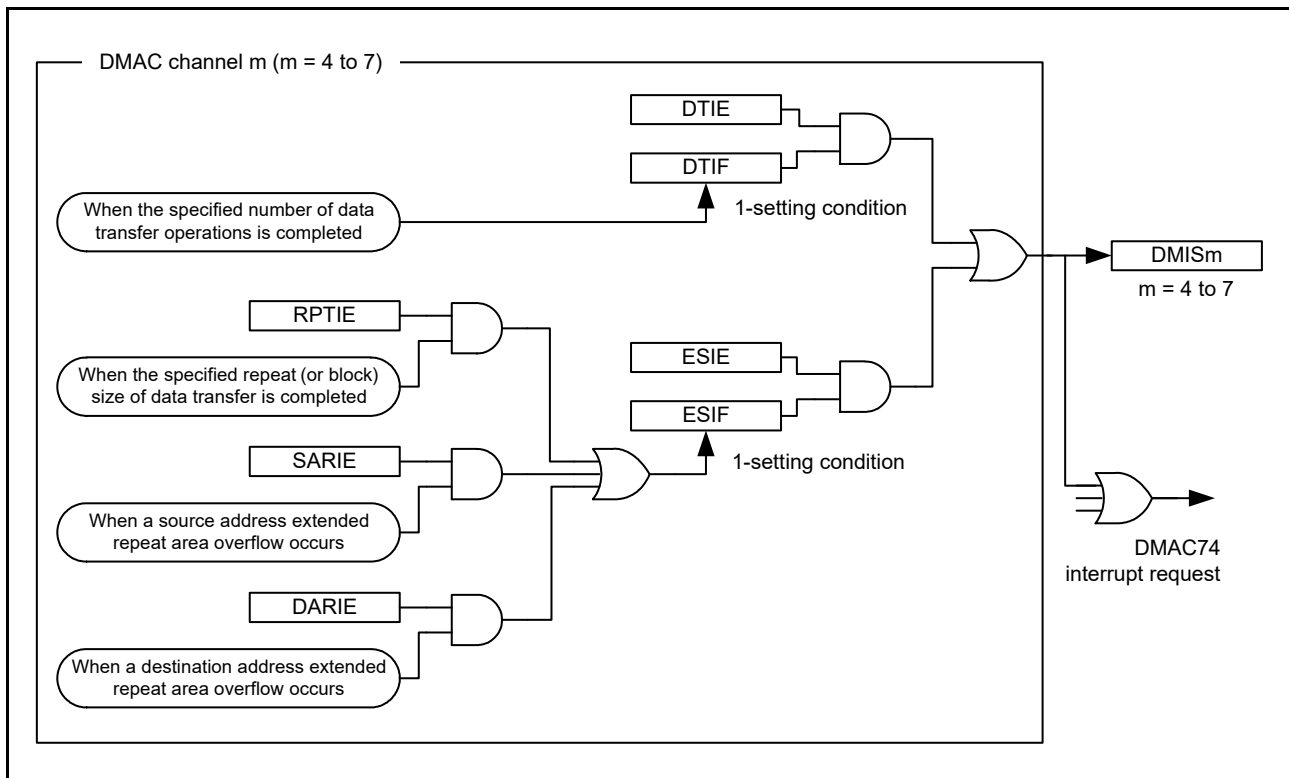 DMAC channel m (m = 4 to 7)
DTIE
DTIF
1-setting condition
When the specified number of data
transfer operations is completed
DMISm
m = 4 to 7
RPTIE
When the specified repeat (or block)
size of data transfer is completed
ESIE
ESIF
1-setting condition
SARIE
When a source address extended
repeat area overflow occurs
DMAC74
interrupt request
DARIE
When a destination address extended
repeat area overflow occurs